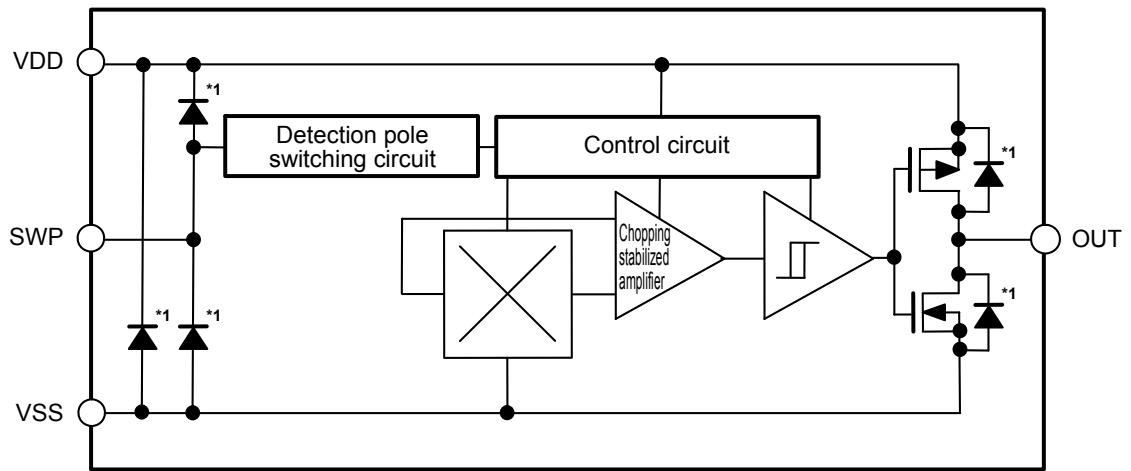 VDD
*1
Detection pole
switching circuit
Control circuit
*1
SWP
Chopping
stabilized
amplifier
OUT
*1
*1
*1
VSS